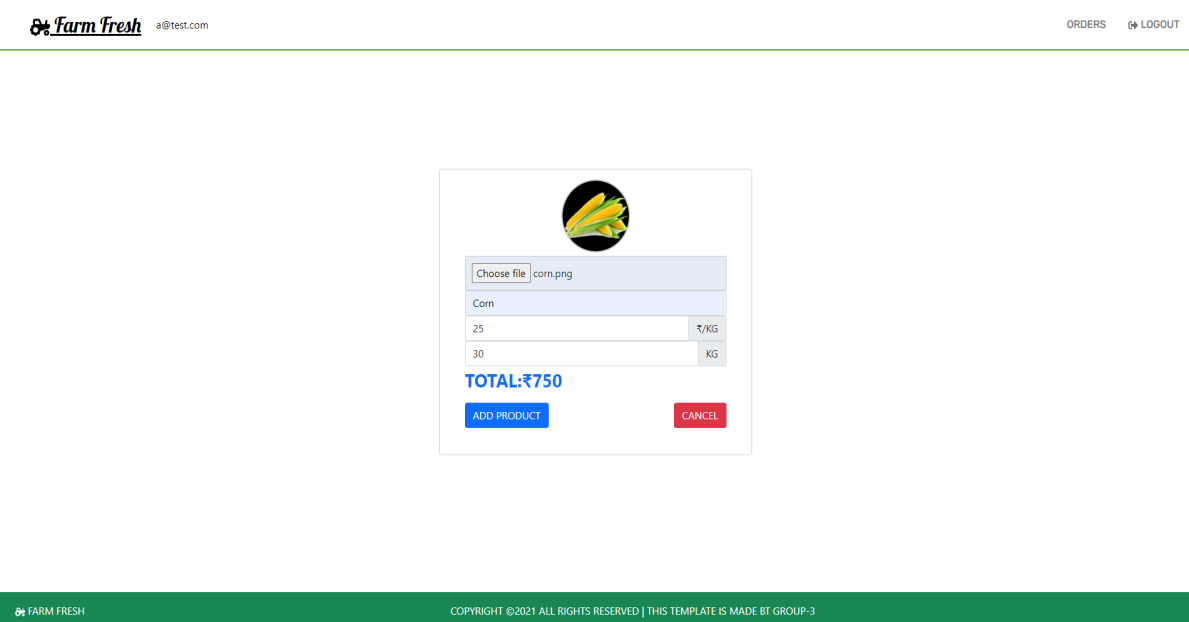 Farm Fresh a@test.com ORDERS LOGOUT
Choose file corn.png
Corn
25 ₹/KG
30 KG
TOTAL:₹750
ADD PRODUCT CANCEL
FARM FRESH COPYRIGHT ©2021 ALL RIGHTS RESERVED | THIS TEMPLATE IS MADE BT GROUP-3